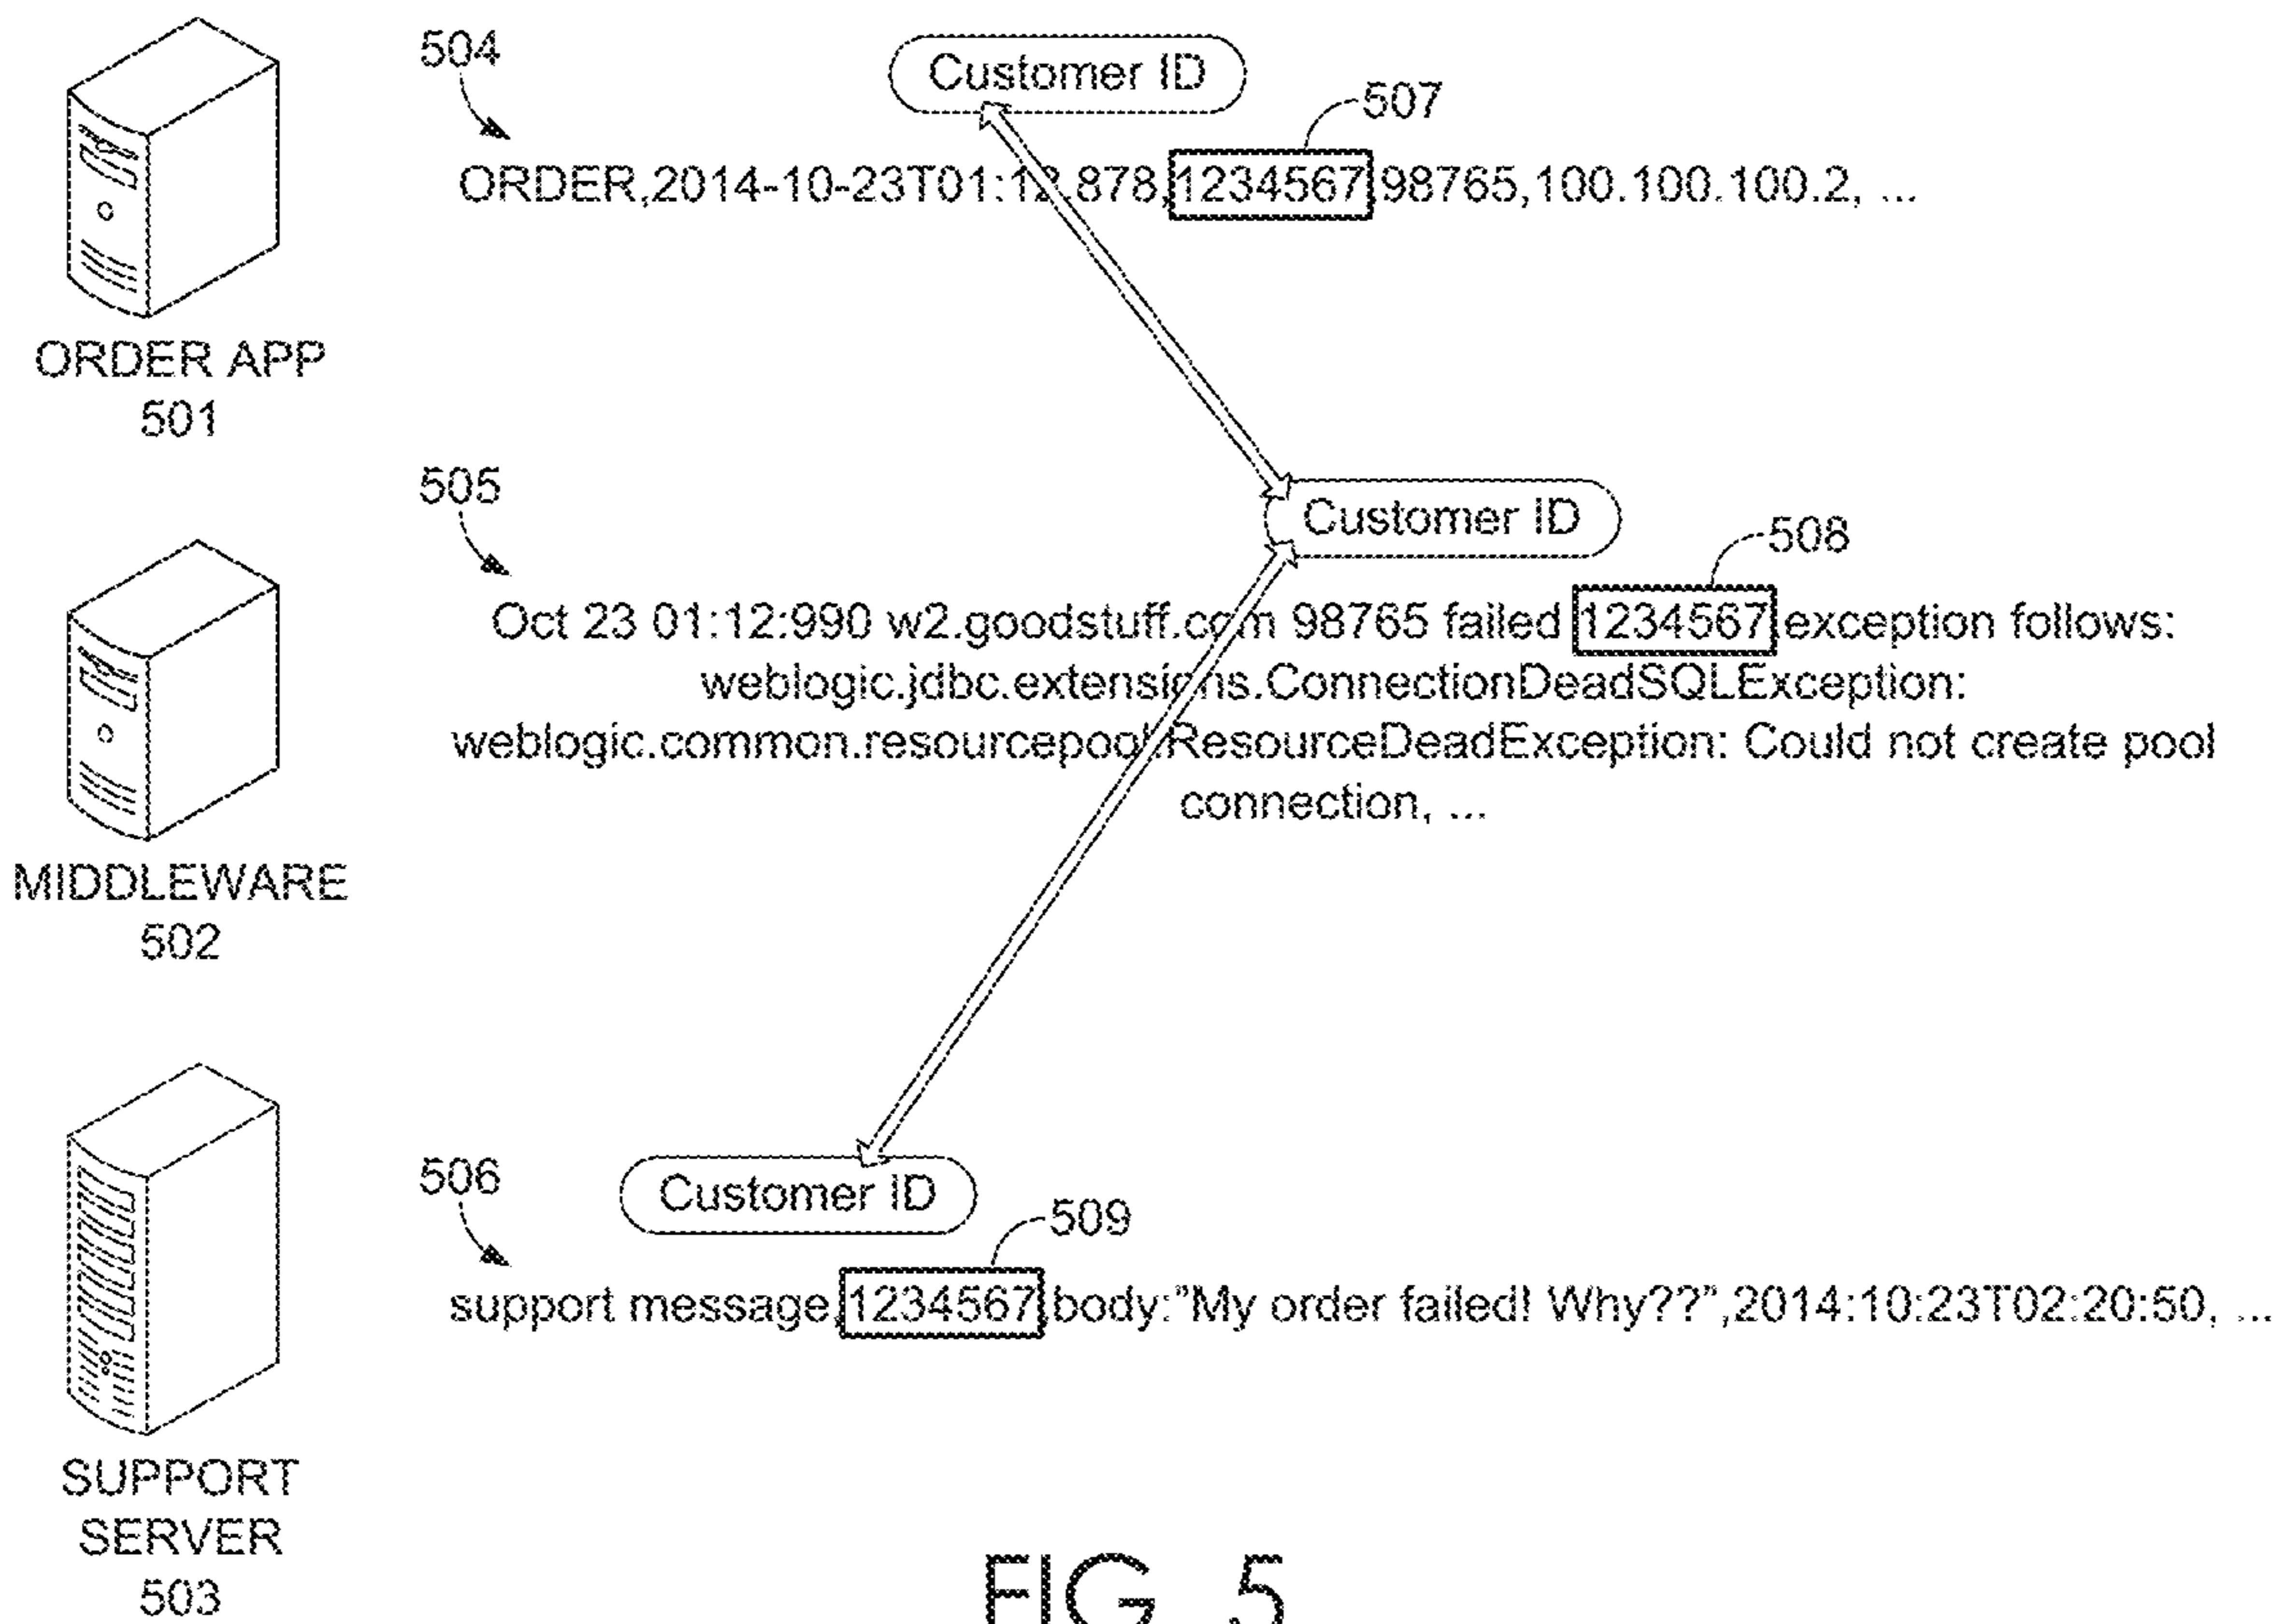 504
Customer ID
507
ORDER,2014-10-23T01:12.878,1234567,98765,100.100.100.2, ...
ORDER APP
501
505
Customer ID
508
Oct 23 01:12:990 w2.goodstuff.com 98765 failed 1234567 exception follows:
weblogic.jdbc.extensions.ConnectionDeadSQLException:
weblogic.common.resourcepool.ResourceDeadException: Could not create pool
connection, ...
MIDDLEWARE
502
506
Customer ID
509
support message,1234567,body:"My order failed! Why??",2014:10:23T02:20:50, ...
SUPPORT
SERVER
503
FIG. 5